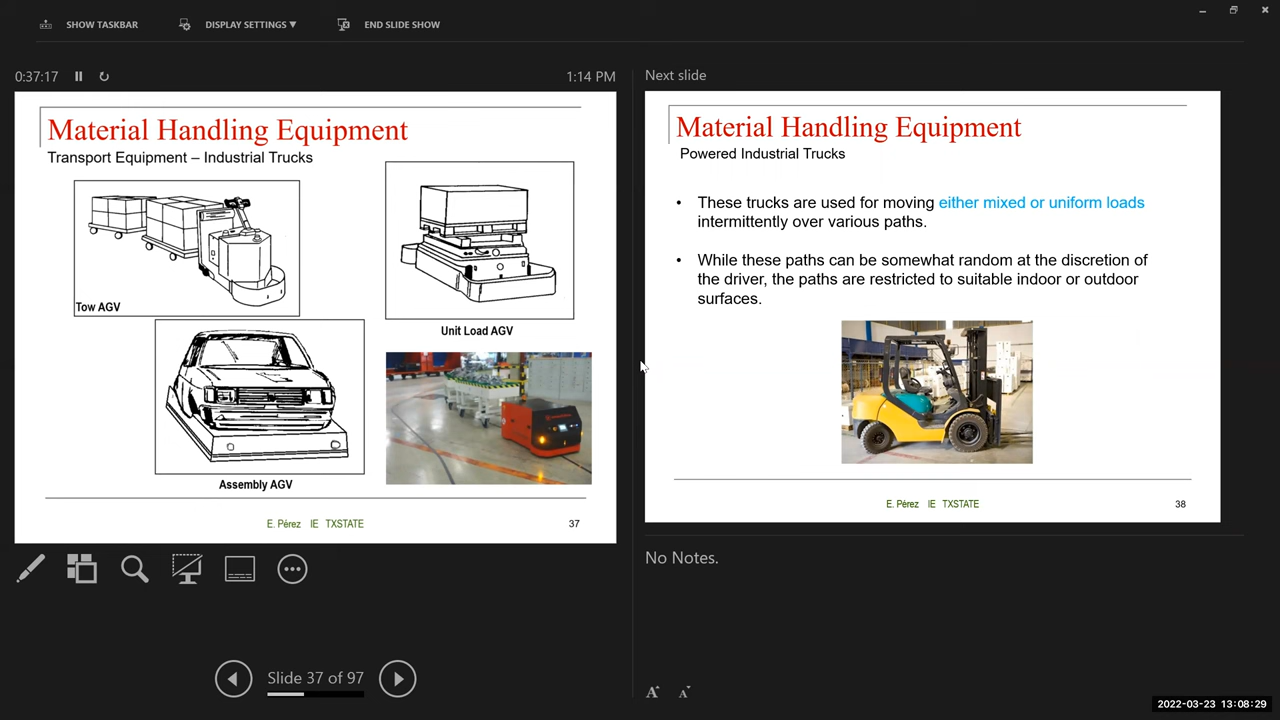 SHOW TASKBAR
DISPLAY SETTINGS ▼
END SLIDE SHOW
0:37:17
1:14 PM
Material Handling Equipment
Transport Equipment – Industrial Trucks
Tow AGV
Unit Load AGV
Assembly AGV
E. Pérez IE TXSTATE
37
Next slide
Material Handling Equipment
Powered Industrial Trucks
• These trucks are used for moving either mixed or uniform loads
intermittently over various paths.
• While these paths can be somewhat random at the discretion of
the driver, the paths are restricted to suitable indoor or outdoor
surfaces.
E. Pérez IE TXSTATE
38
No Notes.
Slide 37 of 97
A A
2022-03-23 13:08:29